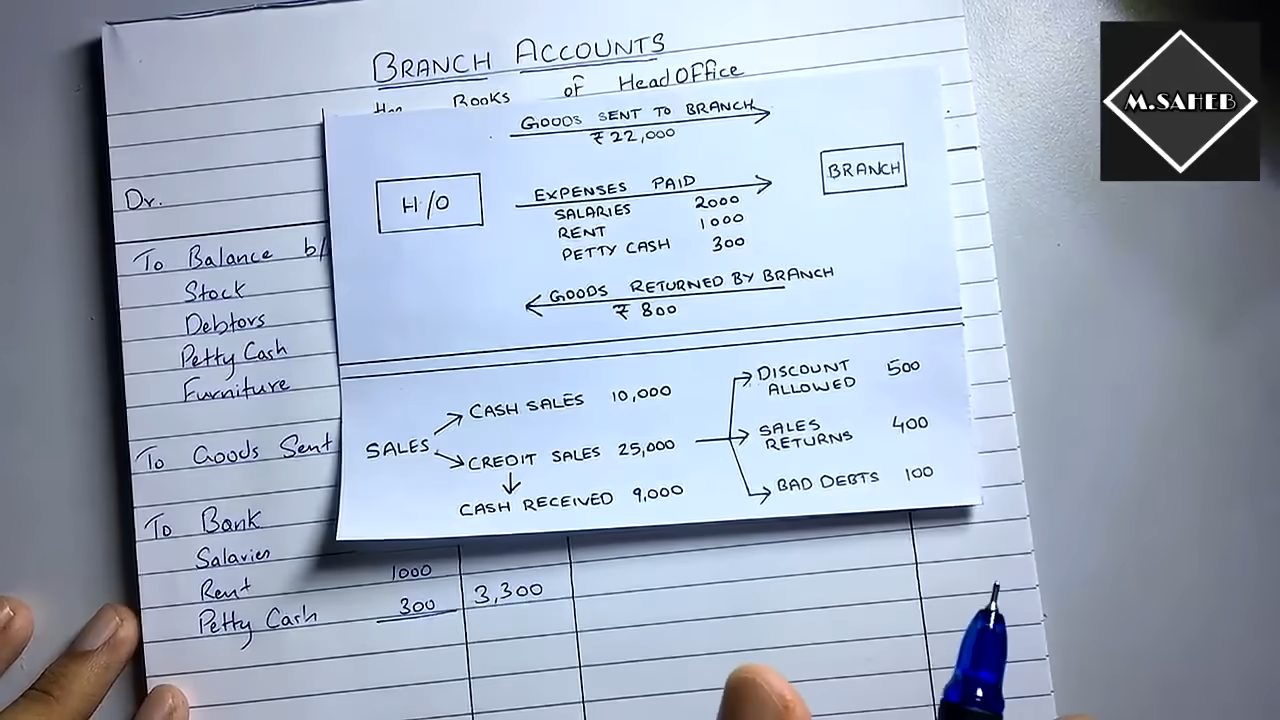 BRANCH ACCOUNTS
Books of HeadOffice
M.SAHEB
Dr.
To Balance b/
Stock
Debtors
Petty Cash
Furniture
To Goods Sent
To Bank
Salaries
Rent 1000
Petty Cash 300 3,300
GOODS SENT TO BRANCH
₹ 22,000
H/O
BRANCH
EXPENSES PAID
SALARIES 2000
RENT 1000
PETTY CASH 300
GOODS RETURNED BY BRANCH
₹ 800
SALES
CASH SALES 10,000
CREDIT SALES 25,000
CASH RECEIVED 9,000
DISCOUNT ALLOWED 500
SALES RETURNS 400
BAD DEBTS 100